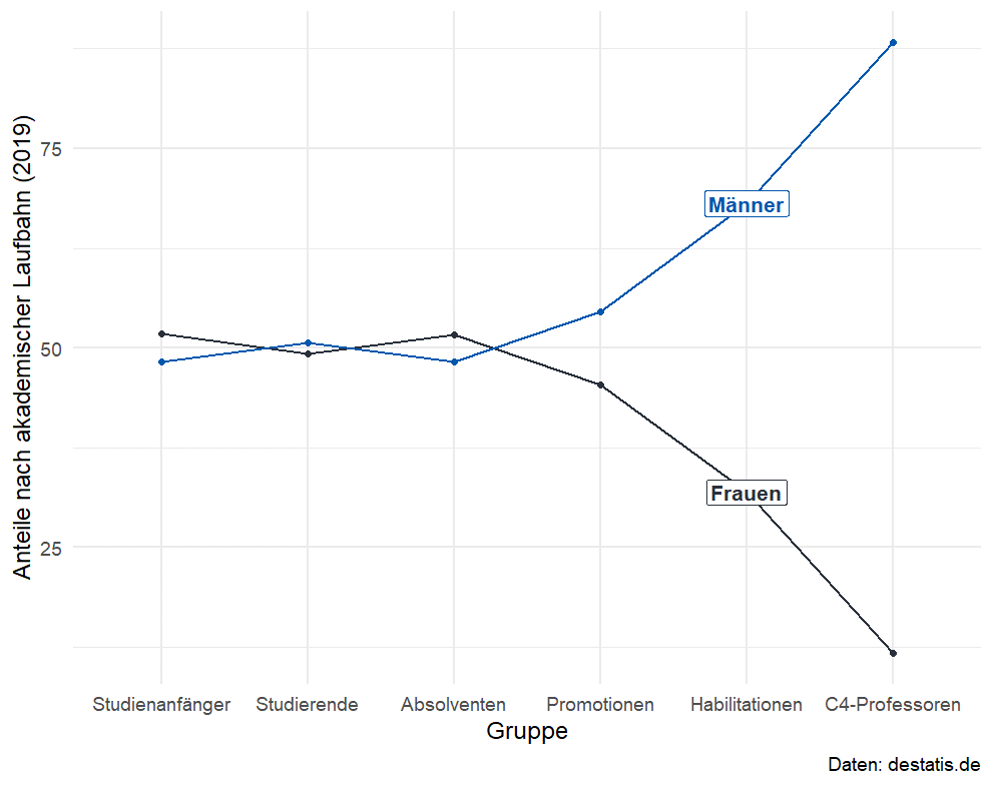 Anteile nach akademischer Laufbahn (2019)
75
50
25
Männer
Frauen
Studienanfänger Studierende Absolventen Promotionen Habilitationen C4-Professoren
Gruppe
Daten: destatis.de